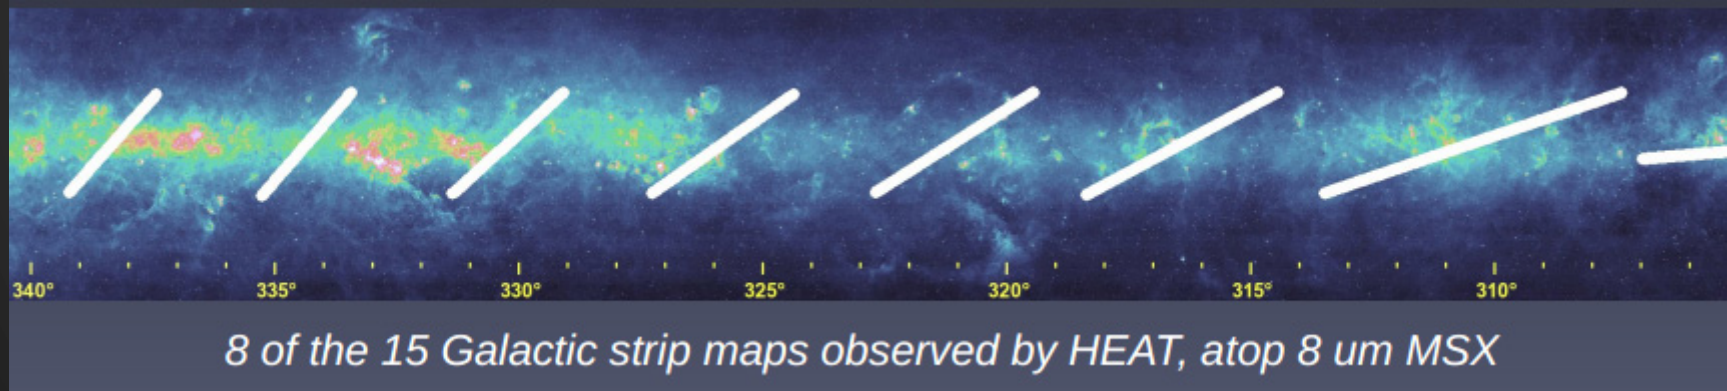 340° 335° 330° 325° 320° 315° 310°
8 of the 15 Galactic strip maps observed by HEAT, atop 8 um MSX